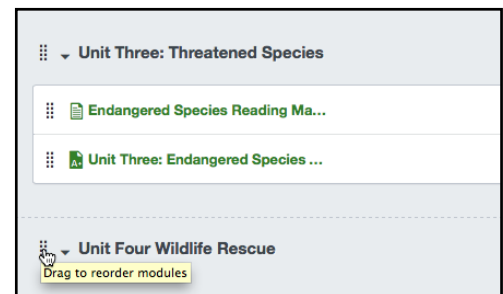 Unit Three: Threatened Species
Endangered Species Reading Ma...
A+
Unit Three: Endangered Species ...
Unit Four Wildlife Rescue
Drag to reorder modules